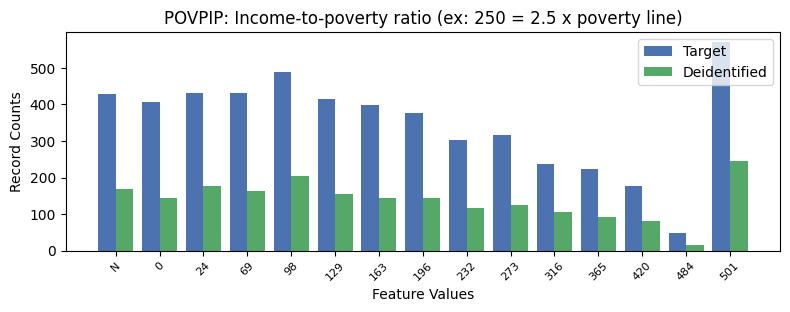 POVPIP: Income-to-poverty ratio (ex: 250 = 2.5 x poverty line)
Target
Deidentified
Record Counts
500
400
300
200
100
0
N 0 24 69 98 129 163 196 232 273 316 365 420 484 501
Feature Values